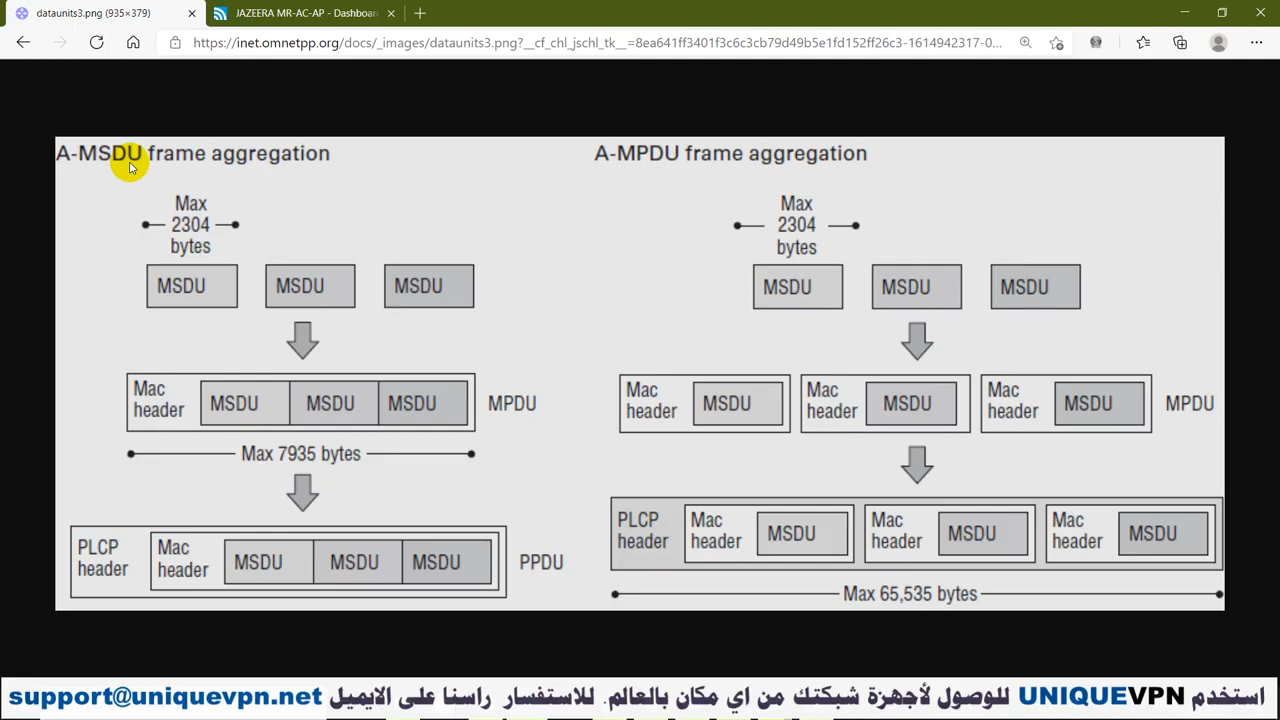 dataunits3.png (935×379)
JAZEERA MR-AC-AP - Dashboar
https://inet.omnetpp.org/docs/_images/dataunits3.png?__cf_chl_jschl_tk__=8ea641ff3401f3c6c3cb79d49b5e1fd152ff26c3-1614942317-0...
A-MSDU frame aggregation
Max
2304
bytes
MSDU MSDU MSDU
Mac
header
MSDU MSDU MSDU
MPDU
Max 7935 bytes
PLCP
header
Mac
header
MSDU MSDU MSDU
PPDU
A-MPDU frame aggregation
Max
2304
bytes
MSDU MSDU MSDU
Mac
header
MSDU
Mac
header
MSDU
Mac
header
MSDU
MPDU
PLCP
header
Mac
header
MSDU
Mac
header
MSDU
Mac
header
MSDU
Max 65,535 bytes
استخدم UNIQUEVPN للوصول لأجهزة شبكتك من اي مكان بالعالم. للاستفسار راسنا على الايميل support@uniquevpn.net